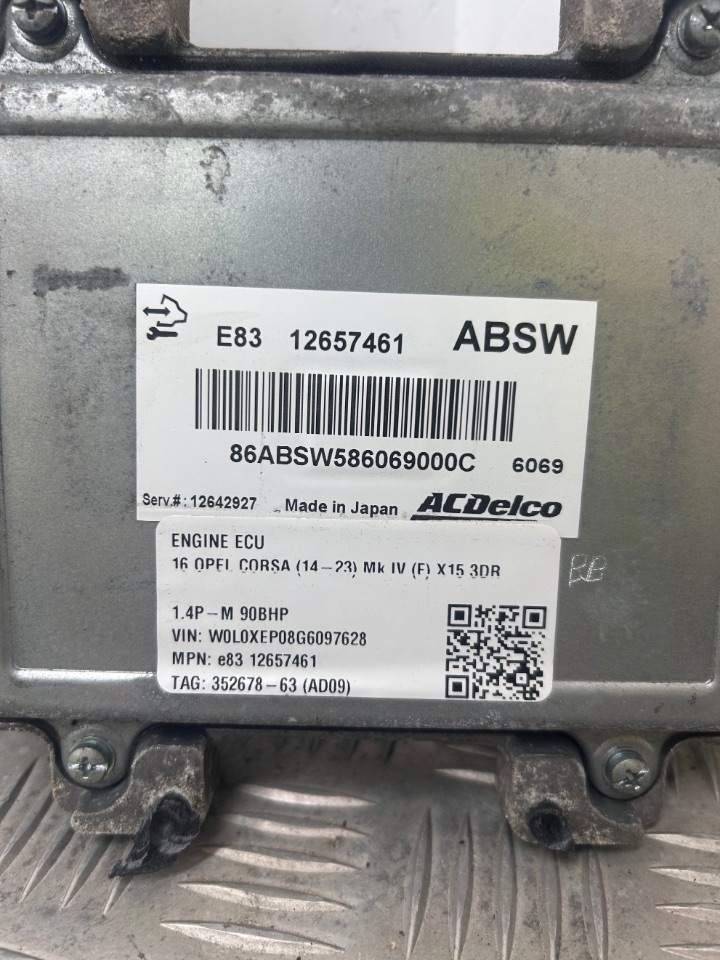 E83 12657461 ABSW
86ABSW586069000C 6069
Serv.#: 12642927 Made in Japan ACDelco
ENGINE ECU
16 OPEL CORSA (14-23) Mk IV (F) X15 3DR
1.4P-M 90BHP
VIN: W0L0XEP08G6097628
MPN: e83 12657461
TAG: 352678-63 (AD09)